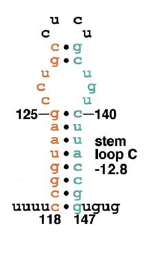 u c
c u
c • g
g • c
u u
c g
c u
125—g • c—140
a • u
a • u stem
u • a loop C
g • c -12.8
g • c
c • g
uuuuc • gugug
118 147